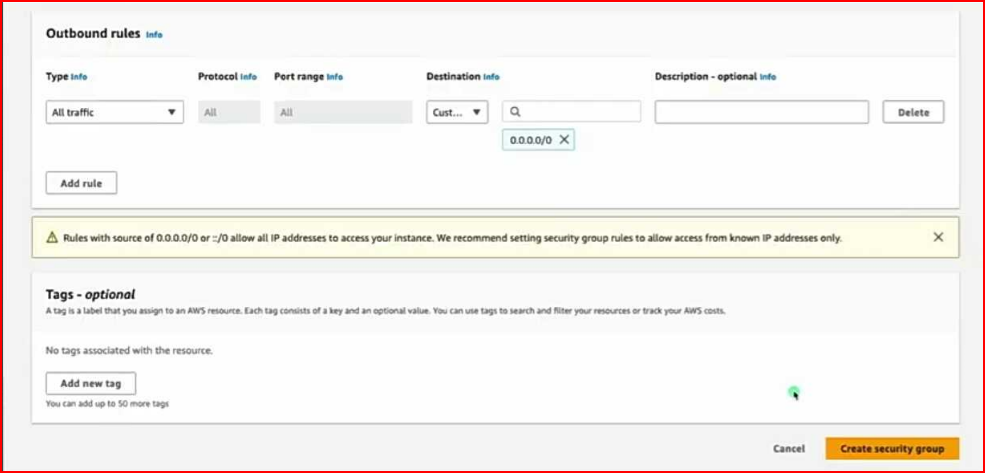 Outbound rules Info
Type Info Protocol Info Port range Info Destination Info Description - optional Info
All traffic All All Cust... Delete
0.0.0.0/0
Add rule
Rules with source of 0.0.0.0/0 or ::/0 allow all IP addresses to access your instance. We recommend setting security group rules to allow access from known IP addresses only.
Tags - optional
A tag is a label that you assign to an AWS resource. Each tag consists of a key and an optional value. You can use tags to search and filter your resources or track your AWS costs.
No tags associated with the resource.
Add new tag
You can add up to 50 more tags
Cancel Create security group